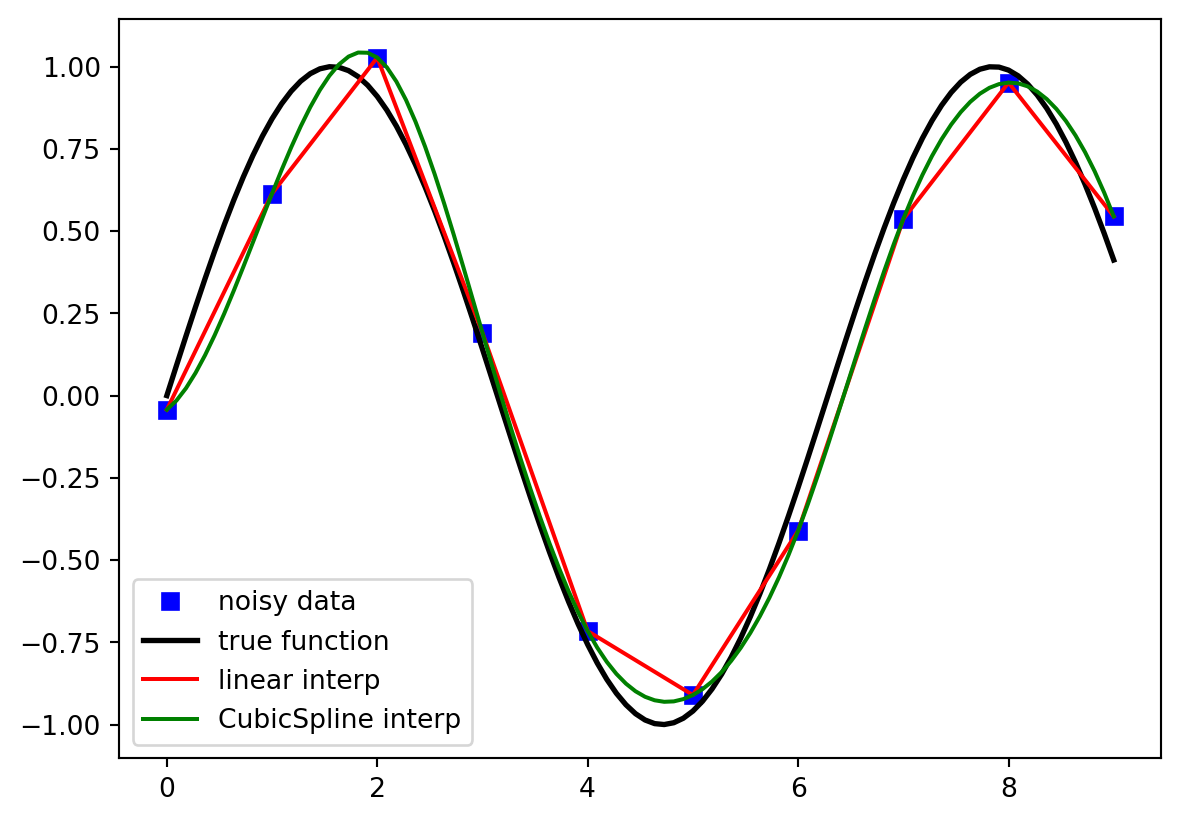 1.00
0.75
0.50
0.25
0.00
−0.25
−0.50
−0.75
−1.00
noisy data
true function
linear interp
CubicSpline interp
0 2 4 6 8